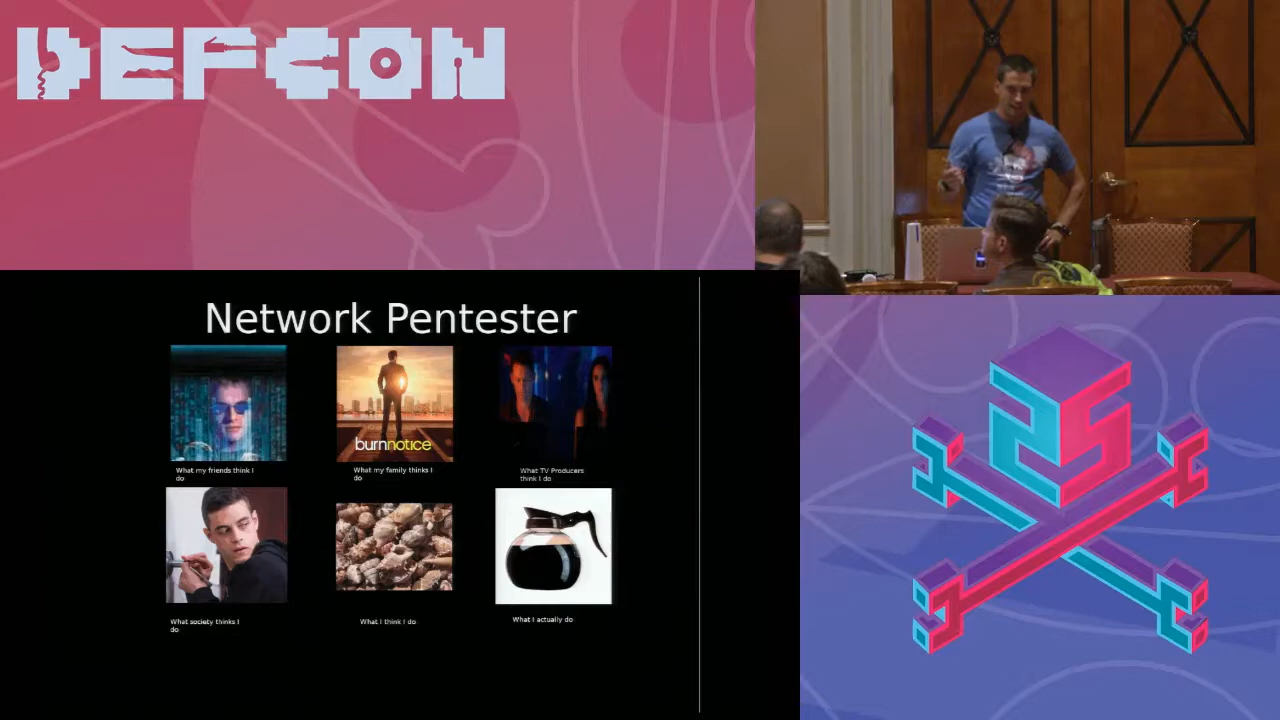 DEFCON
Network Pentester
burnnotice
What my friends think I
do
What my family thinks I
do
What TV Producers
think I do
What society thinks I
do
What I think I do
What I actually do
25